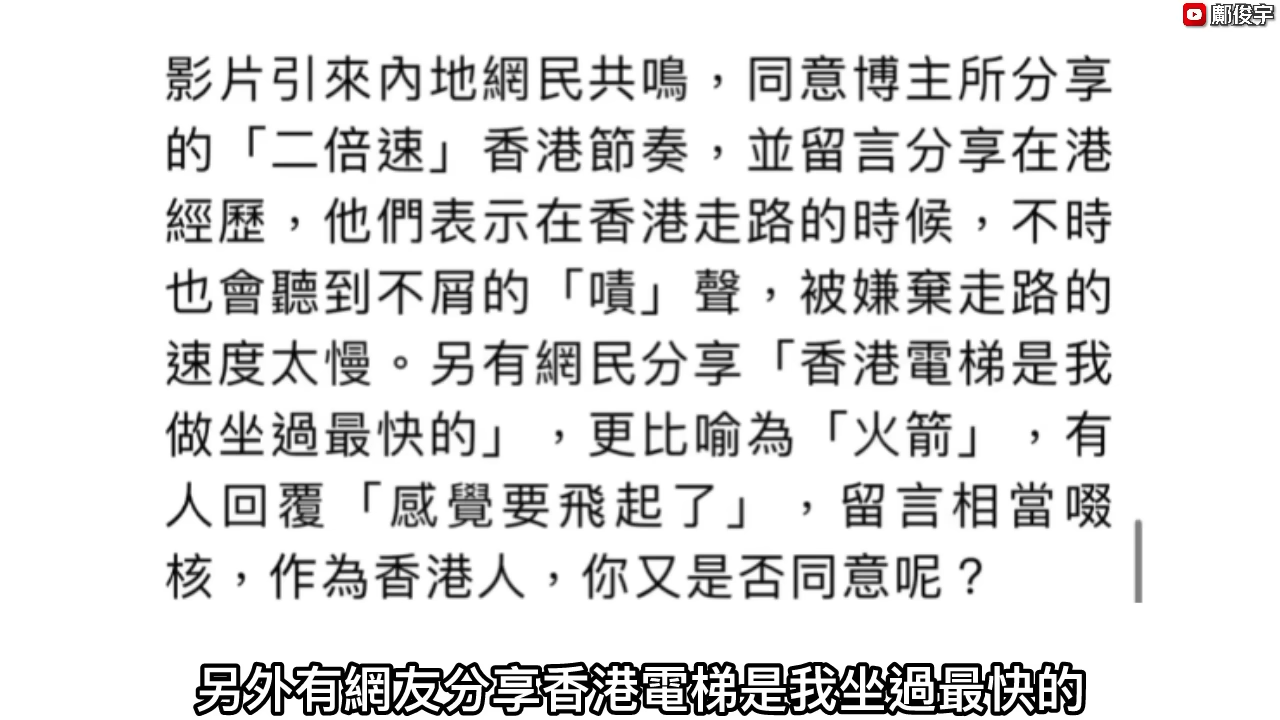 鄺俊宇
影片引來內地網民共鳴，同意博主所分享
的「二倍速」香港節奏，並留言分享在港
經歷，他們表示在香港走路的時候，不時
也會聽到不屑的「嘖」聲，被嫌棄走路的
速度太慢。另有網民分享「香港電梯是我
做坐過最快的」，更比喻為「火箭」，有
人回覆「感覺要飛起了」，留言相當啜
核，作為香港人，你又是否同意呢？
另外有網友分享香港電梯是我坐過最快的